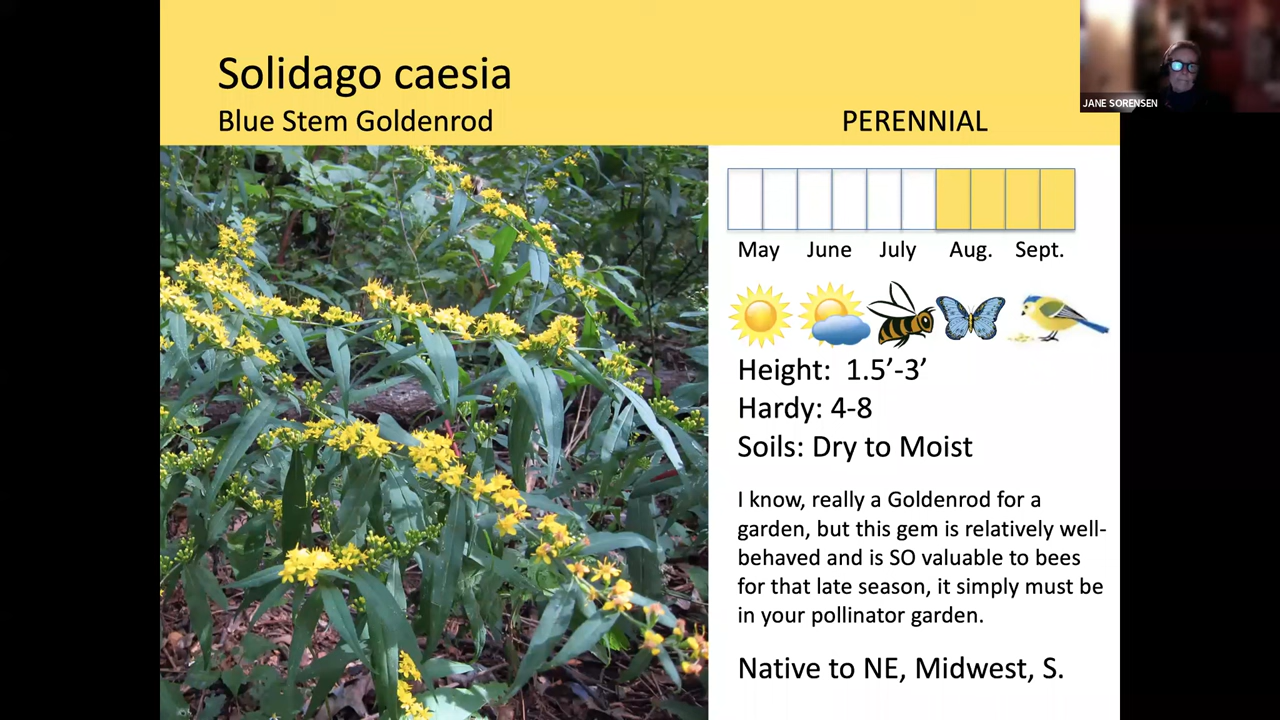 Solidago caesia
Blue Stem Goldenrod
PERENNIAL
JANE SORENSEN
May June July Aug. Sept.
Height: 1.5’-3’
Hardy: 4-8
Soils: Dry to Moist
I know, really a Goldenrod for a
garden, but this gem is relatively well-
behaved and is SO valuable to bees
for that late season, it simply must be
in your pollinator garden.
Native to NE, Midwest, S.